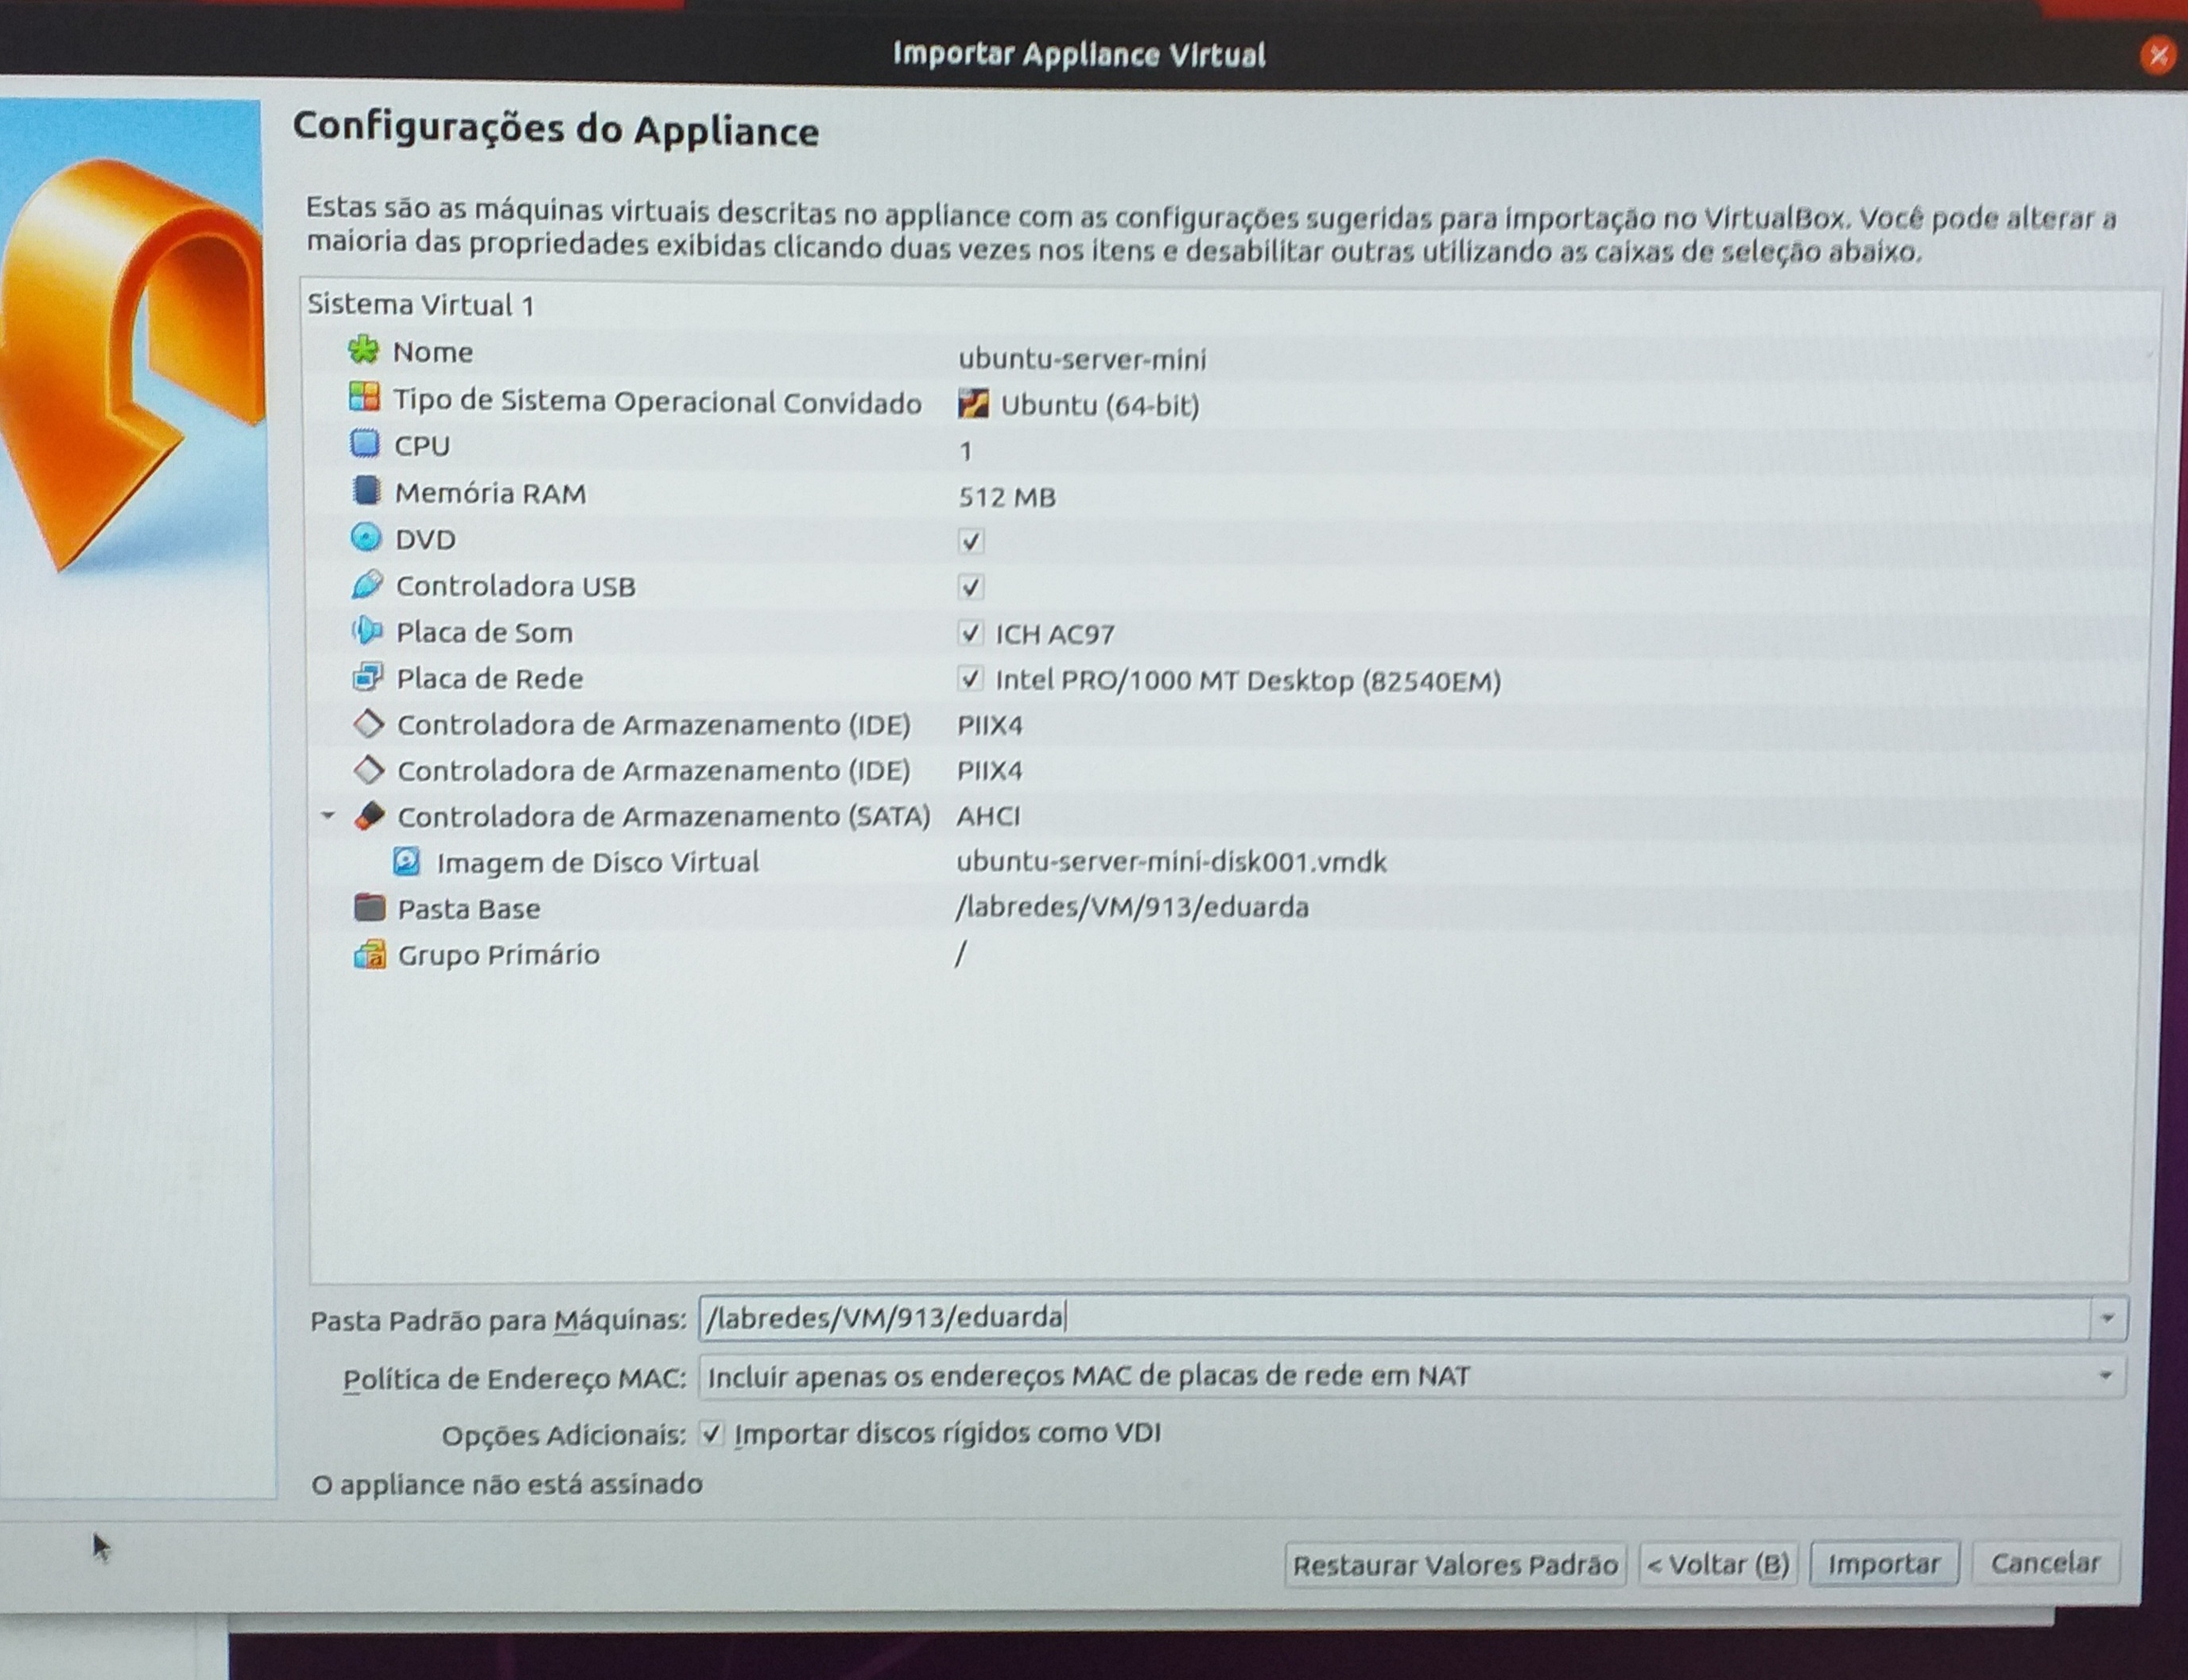 Importar Appliance Virtual
Configurações do Appliance
Estas são as máquinas virtuais descritas no appliance com as configurações sugeridas para importação no VirtualBox. Você pode alterar a
maioria das propriedades exibidas clicando duas vezes nos itens e desabilitar outras utilizando as caixas de seleção abaixo.
Sistema Virtual 1
Nome ubuntu-server-mini
Tipo de Sistema Operacional Convidado Ubuntu (64-bit)
CPU 1
Memória RAM 512 MB
DVD
Controladora USB
Placa de Som ICH AC97
Placa de Rede Intel PRO/1000 MT Desktop (82540EM)
Controladora de Armazenamento (IDE) PIIX4
Controladora de Armazenamento (IDE) PIIX4
Controladora de Armazenamento (SATA) AHCI
Imagem de Disco Virtual ubuntu-server-mini-disk001.vmdk
Pasta Base /labredes/VM/913/eduarda
Grupo Primário /
Pasta Padrão para Máquinas: /labredes/VM/913/eduarda
Política de Endereço MAC: Incluir apenas os endereços MAC de placas de rede em NAT
Opções Adicionais: Importar discos rígidos como VDI
O appliance não está assinado
Restaurar Valores Padrão < Voltar (B) Importar Cancelar